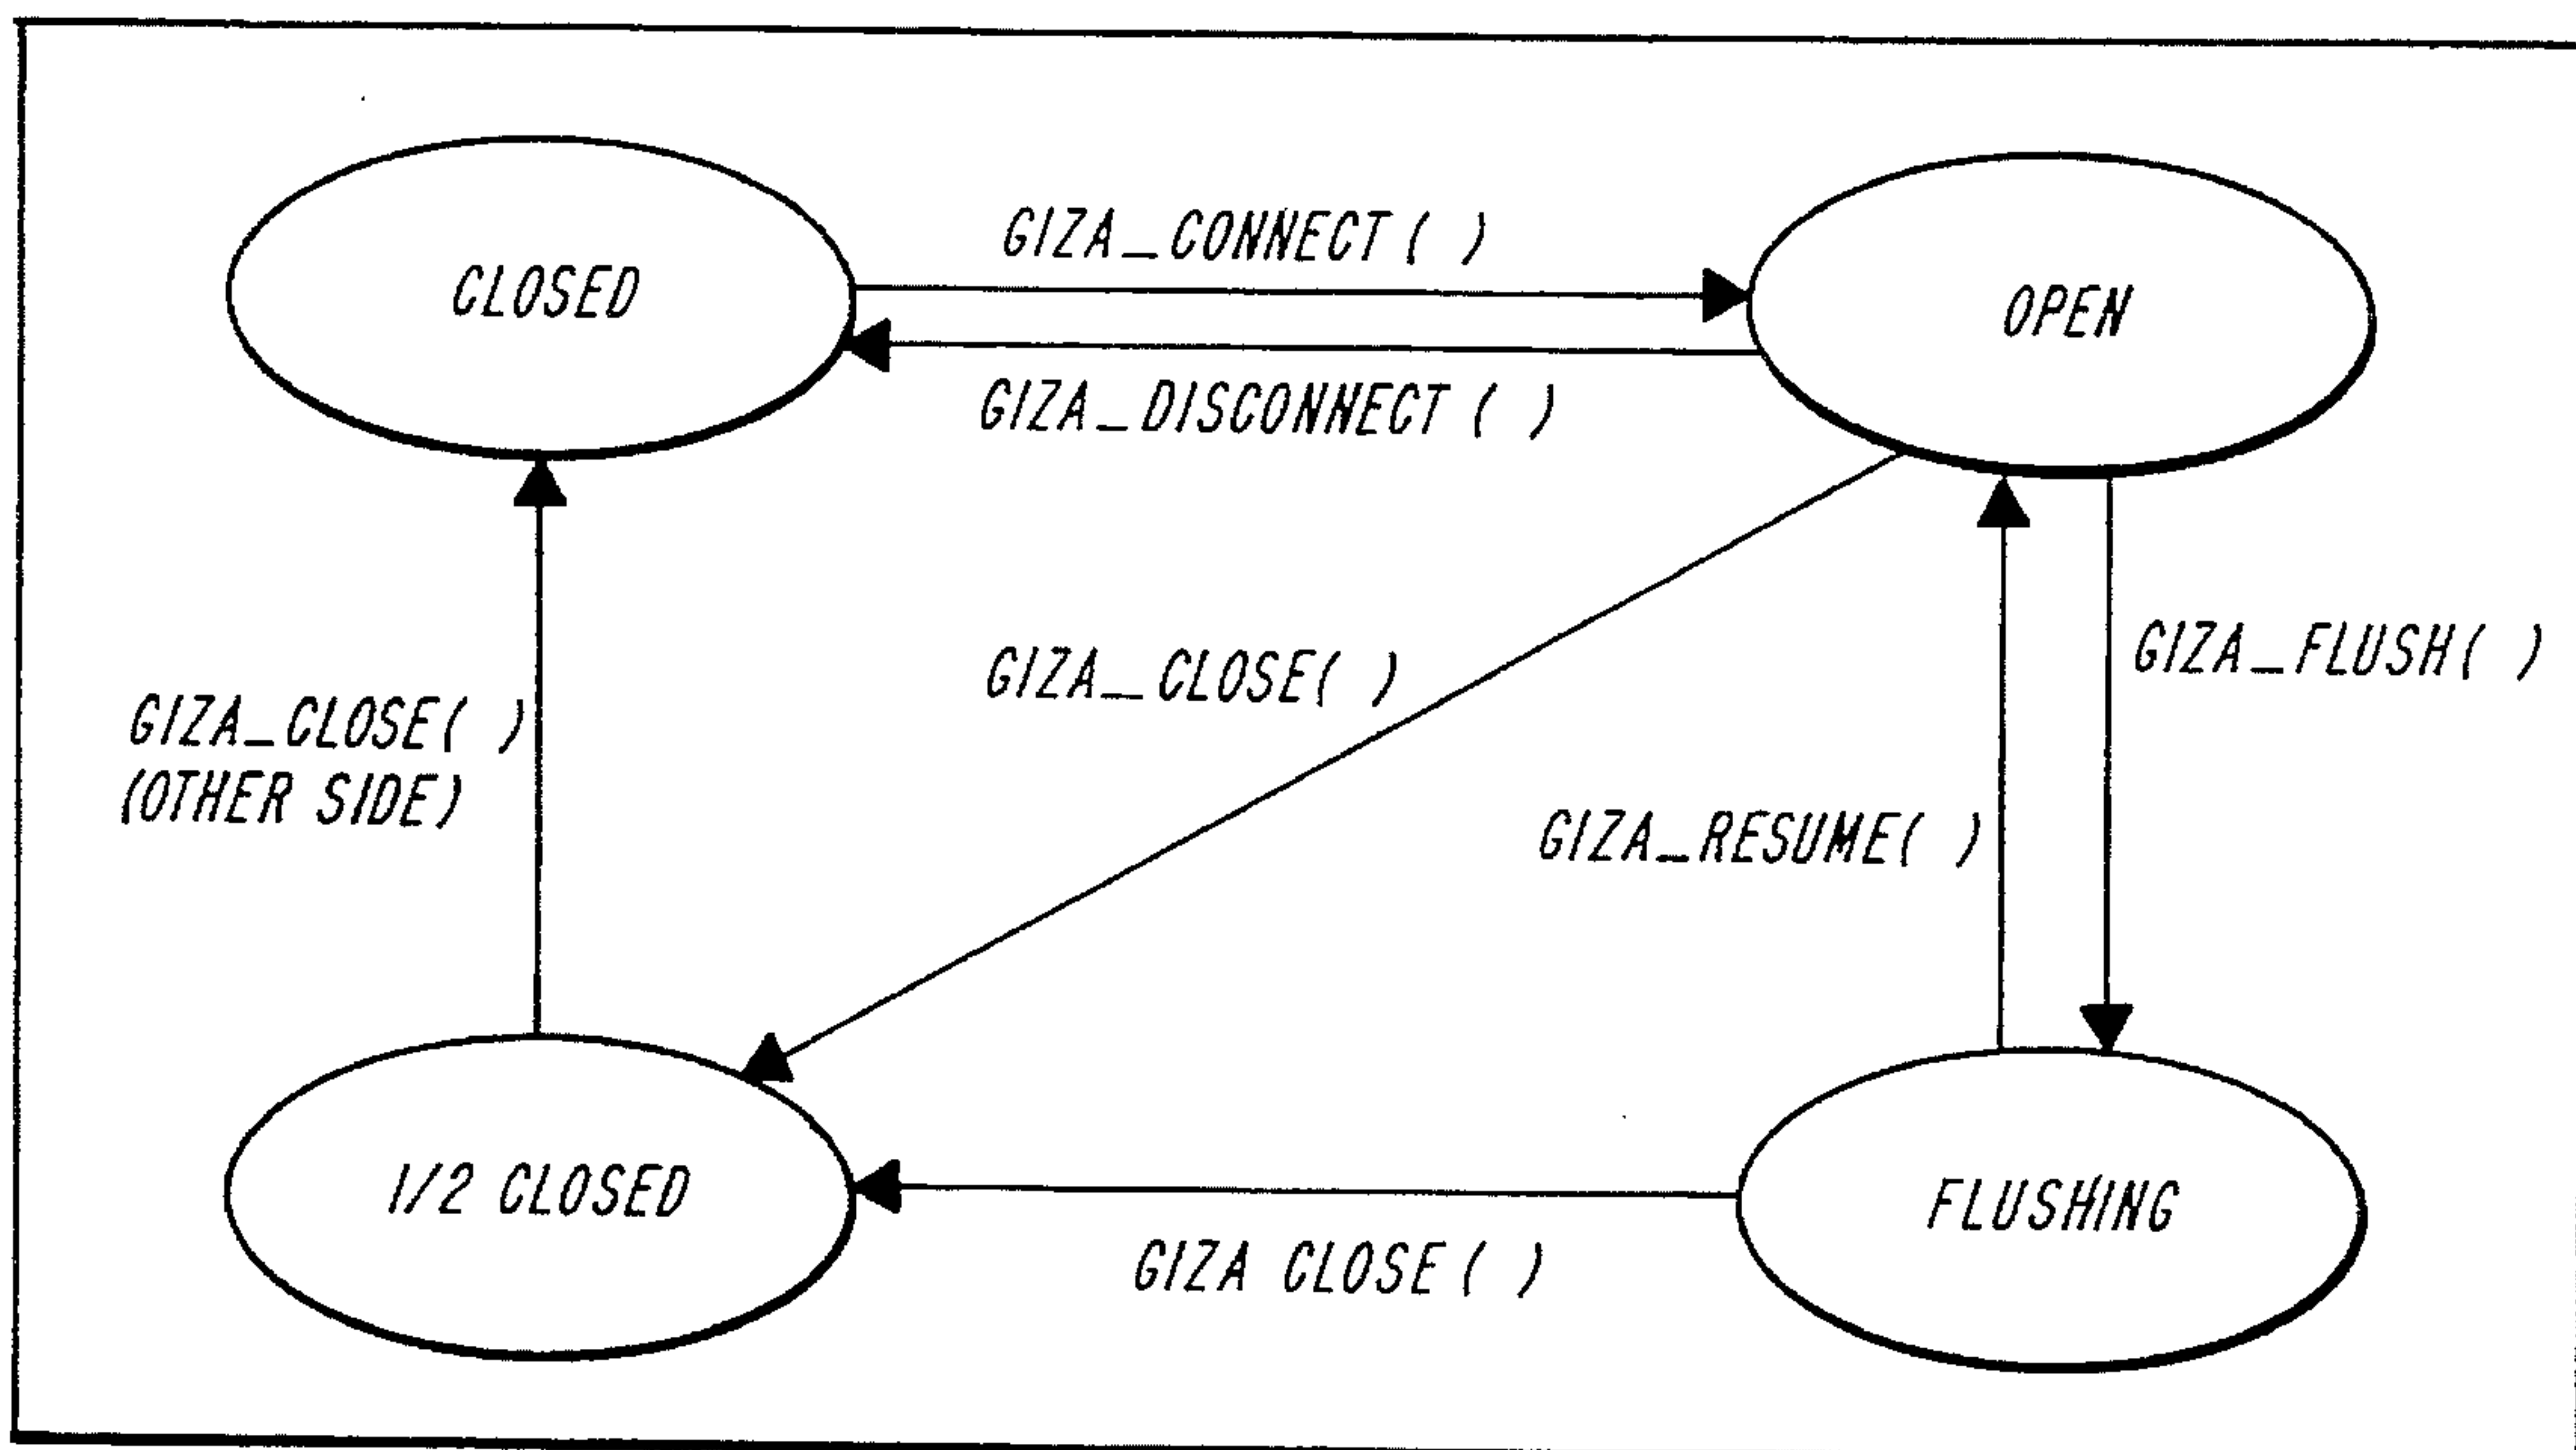 GIZA_CONNECT ( )
CLOSED
OPEN
GIZA_DISCONNECT ( )
GIZA_CLOSE( )
GIZA_FLUSH( )
GIZA_CLOSE( )
(OTHER SIDE)
GIZA_RESUME( )
1/2 CLOSED
FLUSHING
GIZA CLOSE ( )